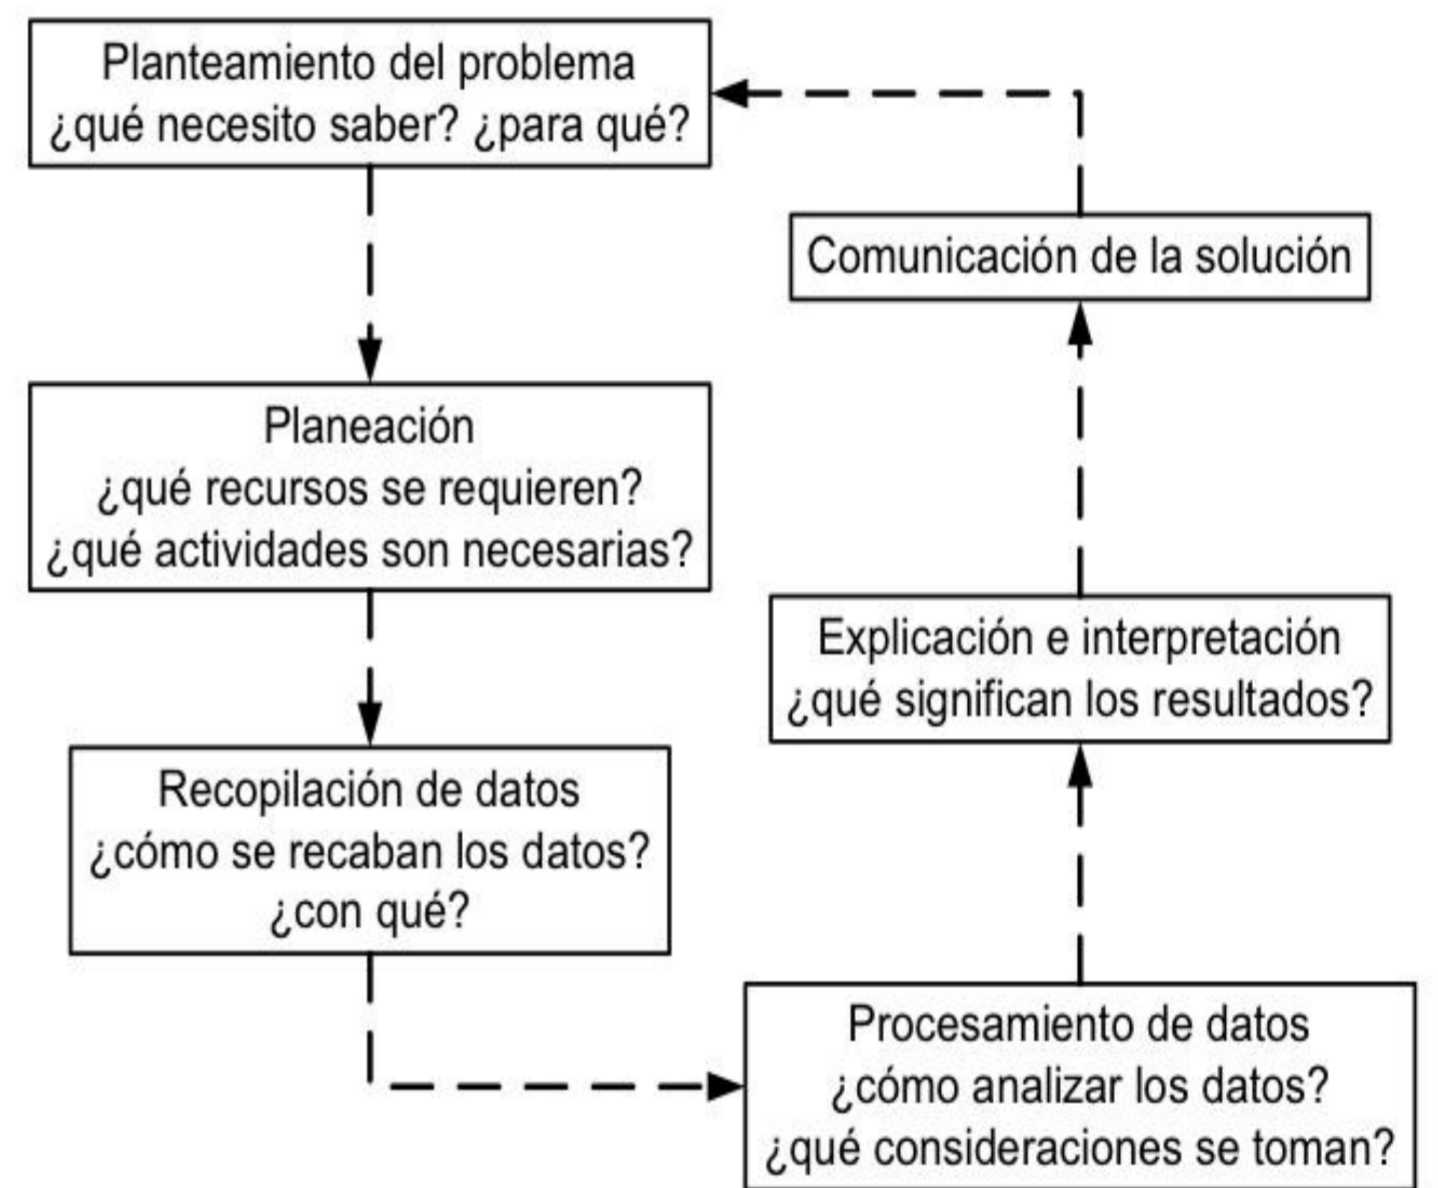 Planteamiento del problema
¿qué necesito saber? ¿para qué?
Planeación
¿qué recursos se requieren?
¿qué actividades son necesarias?
Recopilación de datos
¿cómo se recaban los datos?
¿con qué?
Procesamiento de datos
¿cómo analizar los datos?
¿qué consideraciones se toman?
Explicación e interpretación
¿qué significan los resultados?
Comunicación de la solución